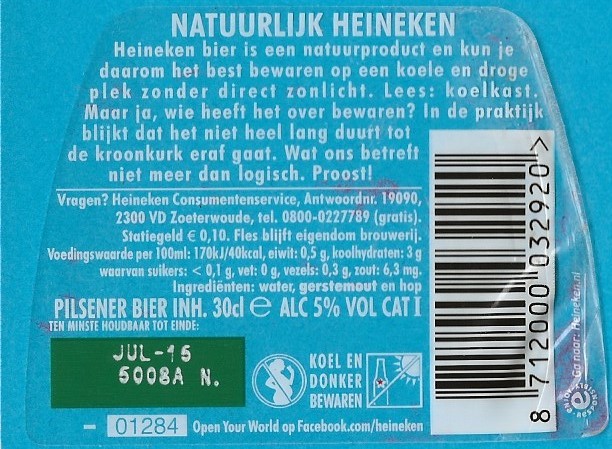 NATUURLIJK HEINEKEN
Heineken bier is een natuurproduct en kun je
daarom het best bewaren op een koele en droge
plek zonder direct zonlicht. Lees: koelkast.
Maar ja, wie heeft het over bewaren? In de praktijk
blijkt dat het niet heel lang duurt tot
de kroonkurk eraf gaat. Wat ons betreft
niet meer dan logisch. Proost!
Vragen? Heineken Consumentenservice, Antwoordnr. 19090,
2300 VD Zoeterwoude, tel. 0800-0227789 (gratis).
Statiegeld € 0,10. Fles blijft eigendom brouwerij.
Voedingswaarde per 100ml: 170kJ/40kcal, eiwit: 0,5 g, koolhydraten: 3 g
waarvan suikers: < 0,1 g, vet: 0 g, vezels: 0,3 g, zout: 6,3 mg.
Ingrediënten: water, gerstemout en hop
PILSENER BIER INH. 30cl e ALC 5% VOL CAT I
TEN MINSTE HOUDBAAR TOT EINDE:
JUL-15
5008A N.
KOEL EN
DONKER
BEWAREN
01284
Open Your World op Facebook.com/heineken
8 712000 032920>
Ga naar: Heineken.nl